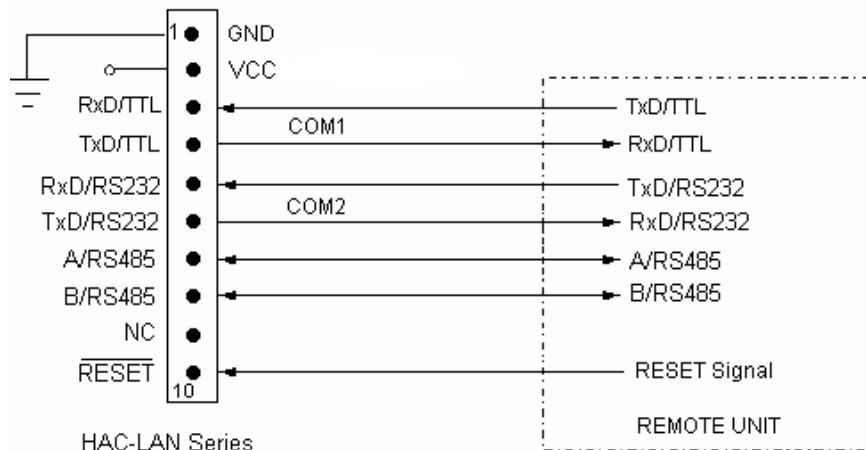 1 GND
VCC
RxD/TTL TxD/TTL
COM1
TxD/TTL RxD/TTL
RxD/RS232 TxD/RS232
COM2
TxD/RS232 RxD/RS232
A/RS485 A/RS485
B/RS485 B/RS485
NC
RESET RESET Signal
10
REMOTE UNIT
HAC-LAN Series